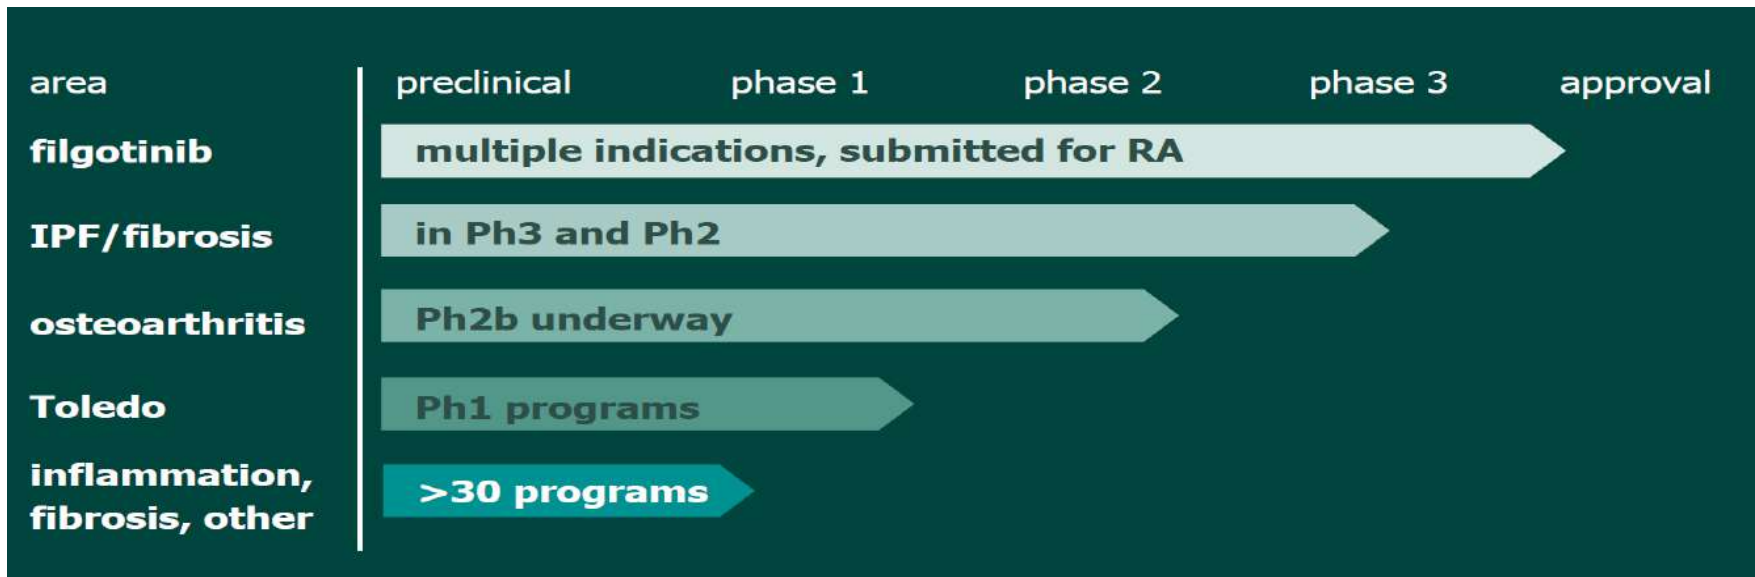 area preclinical phase 1 phase 2 phase 3 approval
filgotinib multiple indications, submitted for RA
IPF/fibrosis in Ph3 and Ph2
osteoarthritis Ph2b underway
Toledo Ph1 programs
inflammation,
fibrosis, other >30 programs